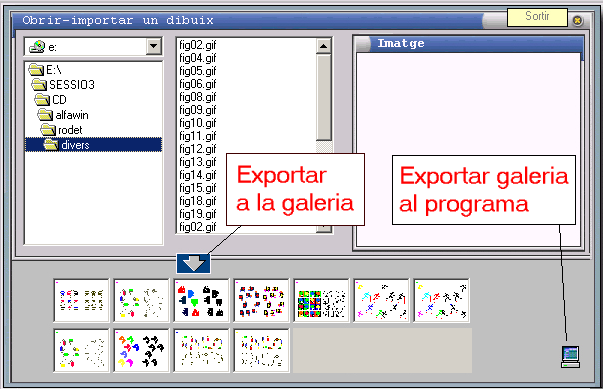 Obrir-importar un dibuix
Sortir
e:
E:\
SESSIO3
CD
alfawin
rodet
divers
fig02.gif
fig04.gif
fig05.gif
fig06.gif
fig08.gif
fig09.gif
fig10.gif
fig11.gif
fig12.gif
fig13.gif
fig14.gif
fig15.gif
fig18.gif
fig19.gif
fig02.gif
Imatge
Exportar
a la galeria
Exportar galeria
al programa